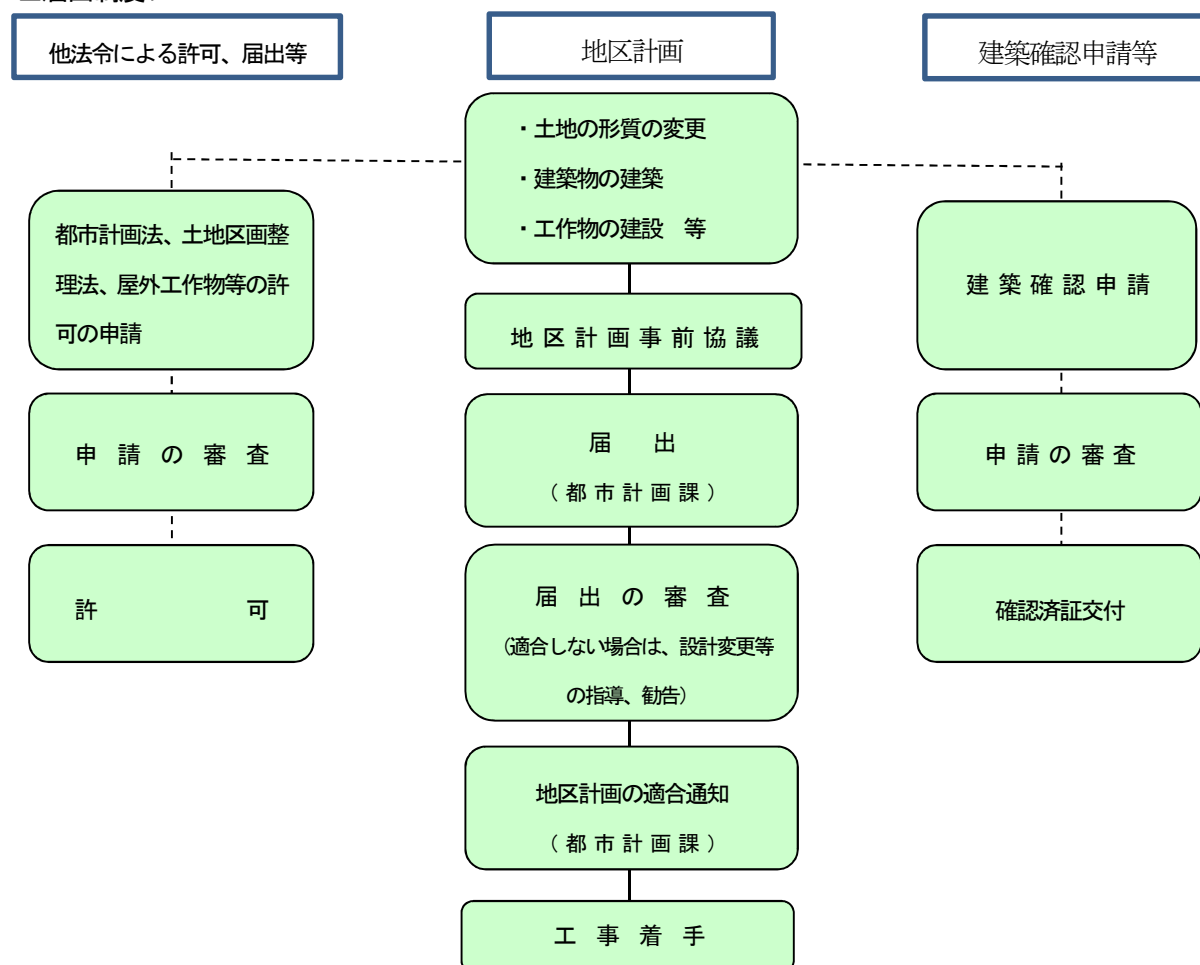 他法令による許可、届出等
地区計画
建築確認申請等
・土地の形質の変更
・建築物の建築
・工作物の建設　等
都市計画法、土地区画整
理法、屋外工作物等の許
可の申請
建築確認申請
地区計画事前協議
申請の審査
届　出
（都市計画課）
申請の審査
許　　可
届出の審査
（適合しない場合は、設計変更等
の指導、勧告）
確認済証交付
地区計画の適合通知
（都市計画課）
工事着手